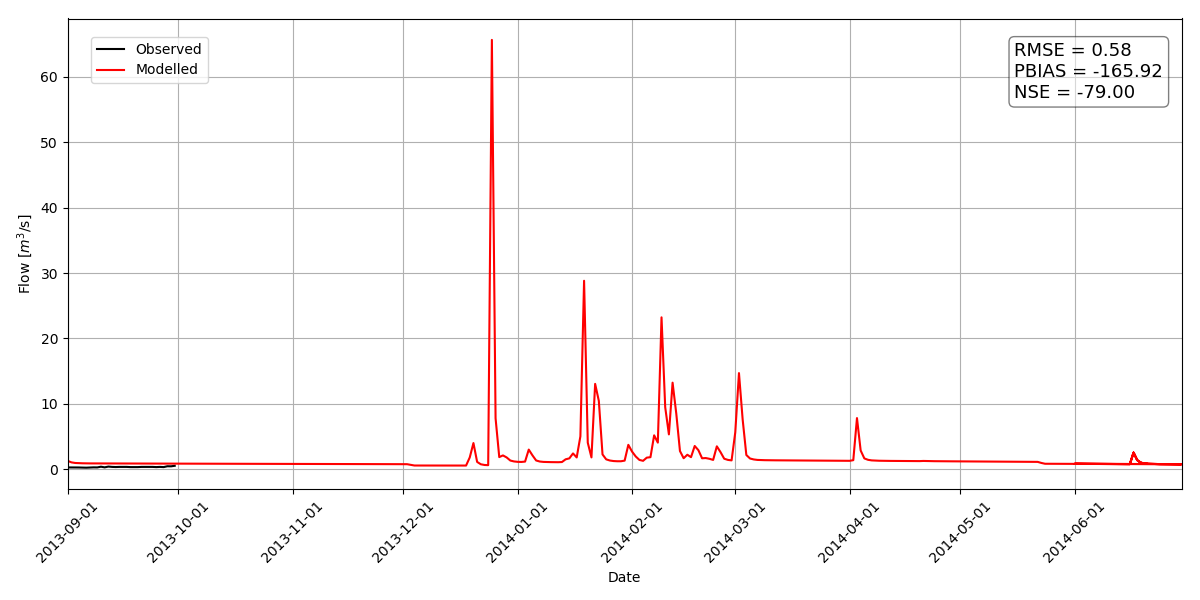 Observed
Modelled
RMSE = 0.58
PBIAS = -165.92
NSE = -79.00
Flow [m³/s]
60
50
40
30
20
10
0
2013-09-01
2013-10-01
2013-11-01
2013-12-01
2014-01-01
2014-02-01
2014-03-01
2014-04-01
2014-05-01
2014-06-01
Date